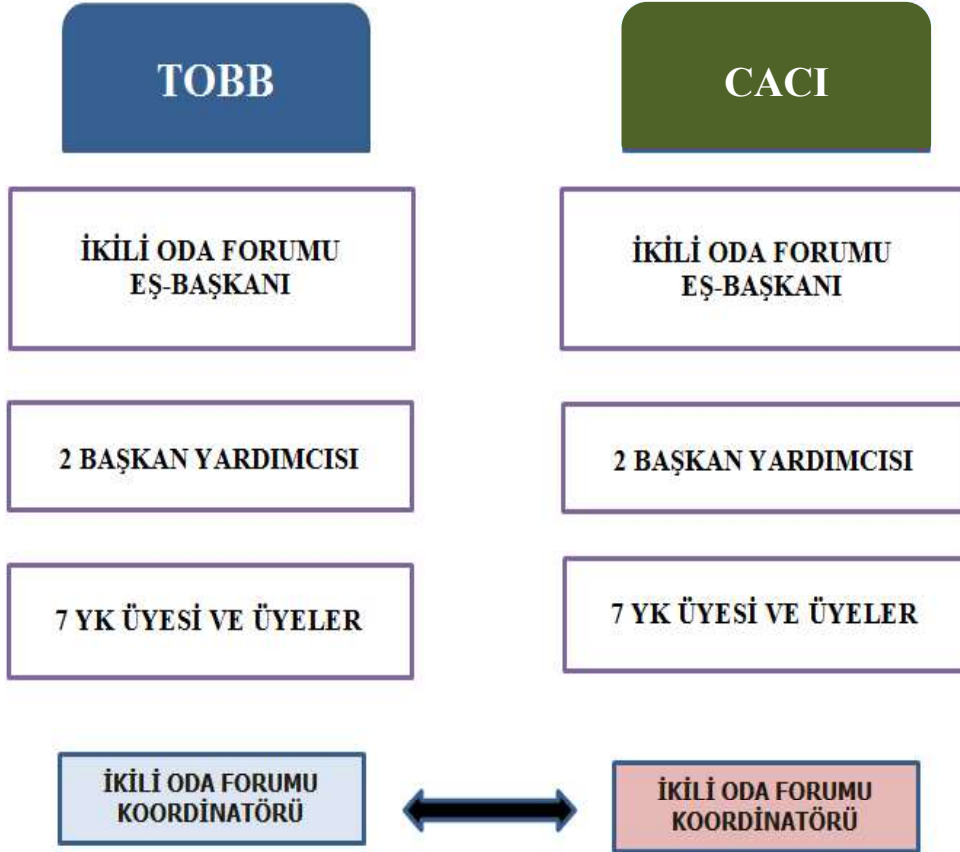 TOBB
CACI
İKİLİ ODA FORUMU
EŞ-BAŞKANI
İKİLİ ODA FORUMU
EŞ-BAŞKANI
2 BAŞKAN YARDIMCISI
2 BAŞKAN YARDIMCISI
7 YK ÜYESİ VE ÜYELER
7 YK ÜYESİ VE ÜYELER
İKİLİ ODA FORUMU
KOORDİNATÖRÜ
İKİLİ ODA FORUMU
KOORDİNATÖRÜ